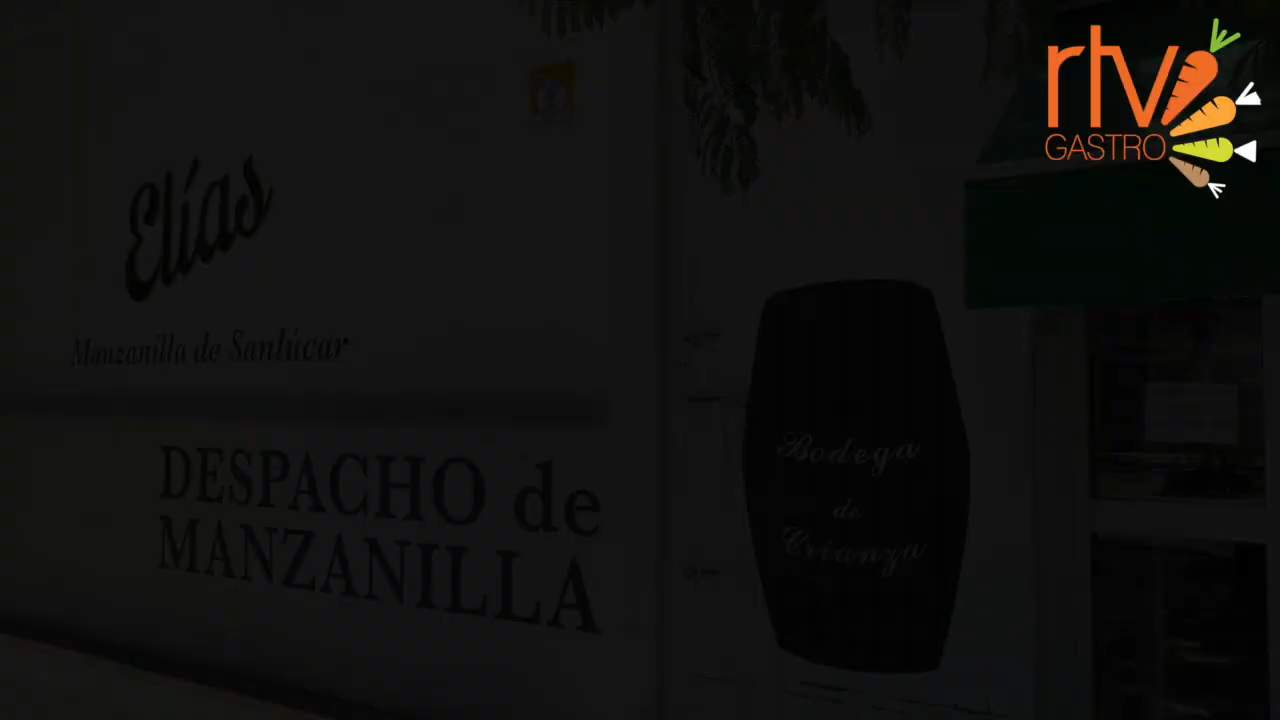 rtv
GASTRO
Elías
Manzanilla de Sanlúcar
DESPACHO de
MANZANILLA
Bodega
de
Crianza